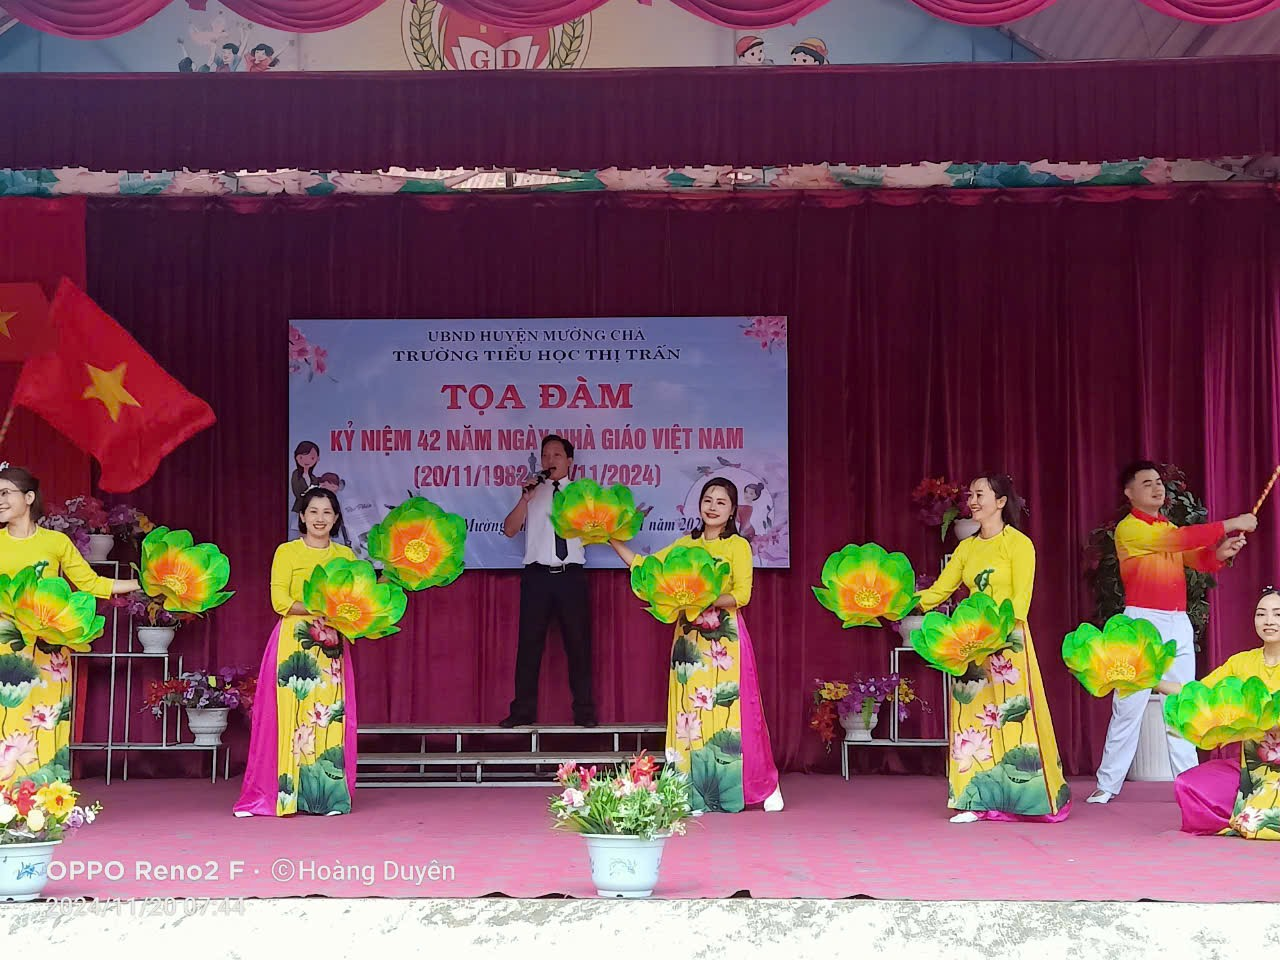 GD
UBND HUYỆN MƯỜNG CHÀ
TRƯỜNG TIỂU HỌC THỊ TRẤN
TỌA ĐÀM
KỶ NIỆM 42 NĂM NGÀY NHÀ GIÁO VIỆT NAM
(20/11/1982 /11/2024)
Mường năm
OPPO Reno2 F · ©Hoàng Duyên
2024/11/20 07:44